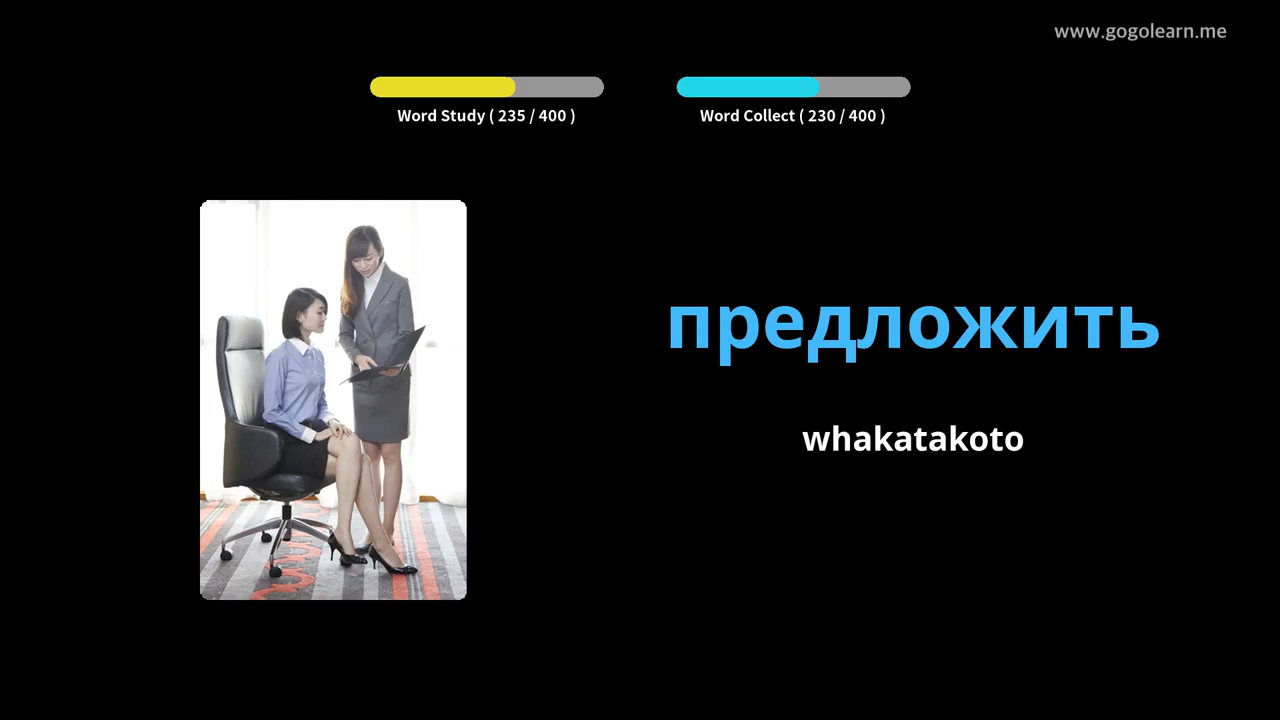 www.gogolearn.me
Word Study ( 235 / 400 )
Word Collect ( 230 / 400 )
предложить
whakatakoto